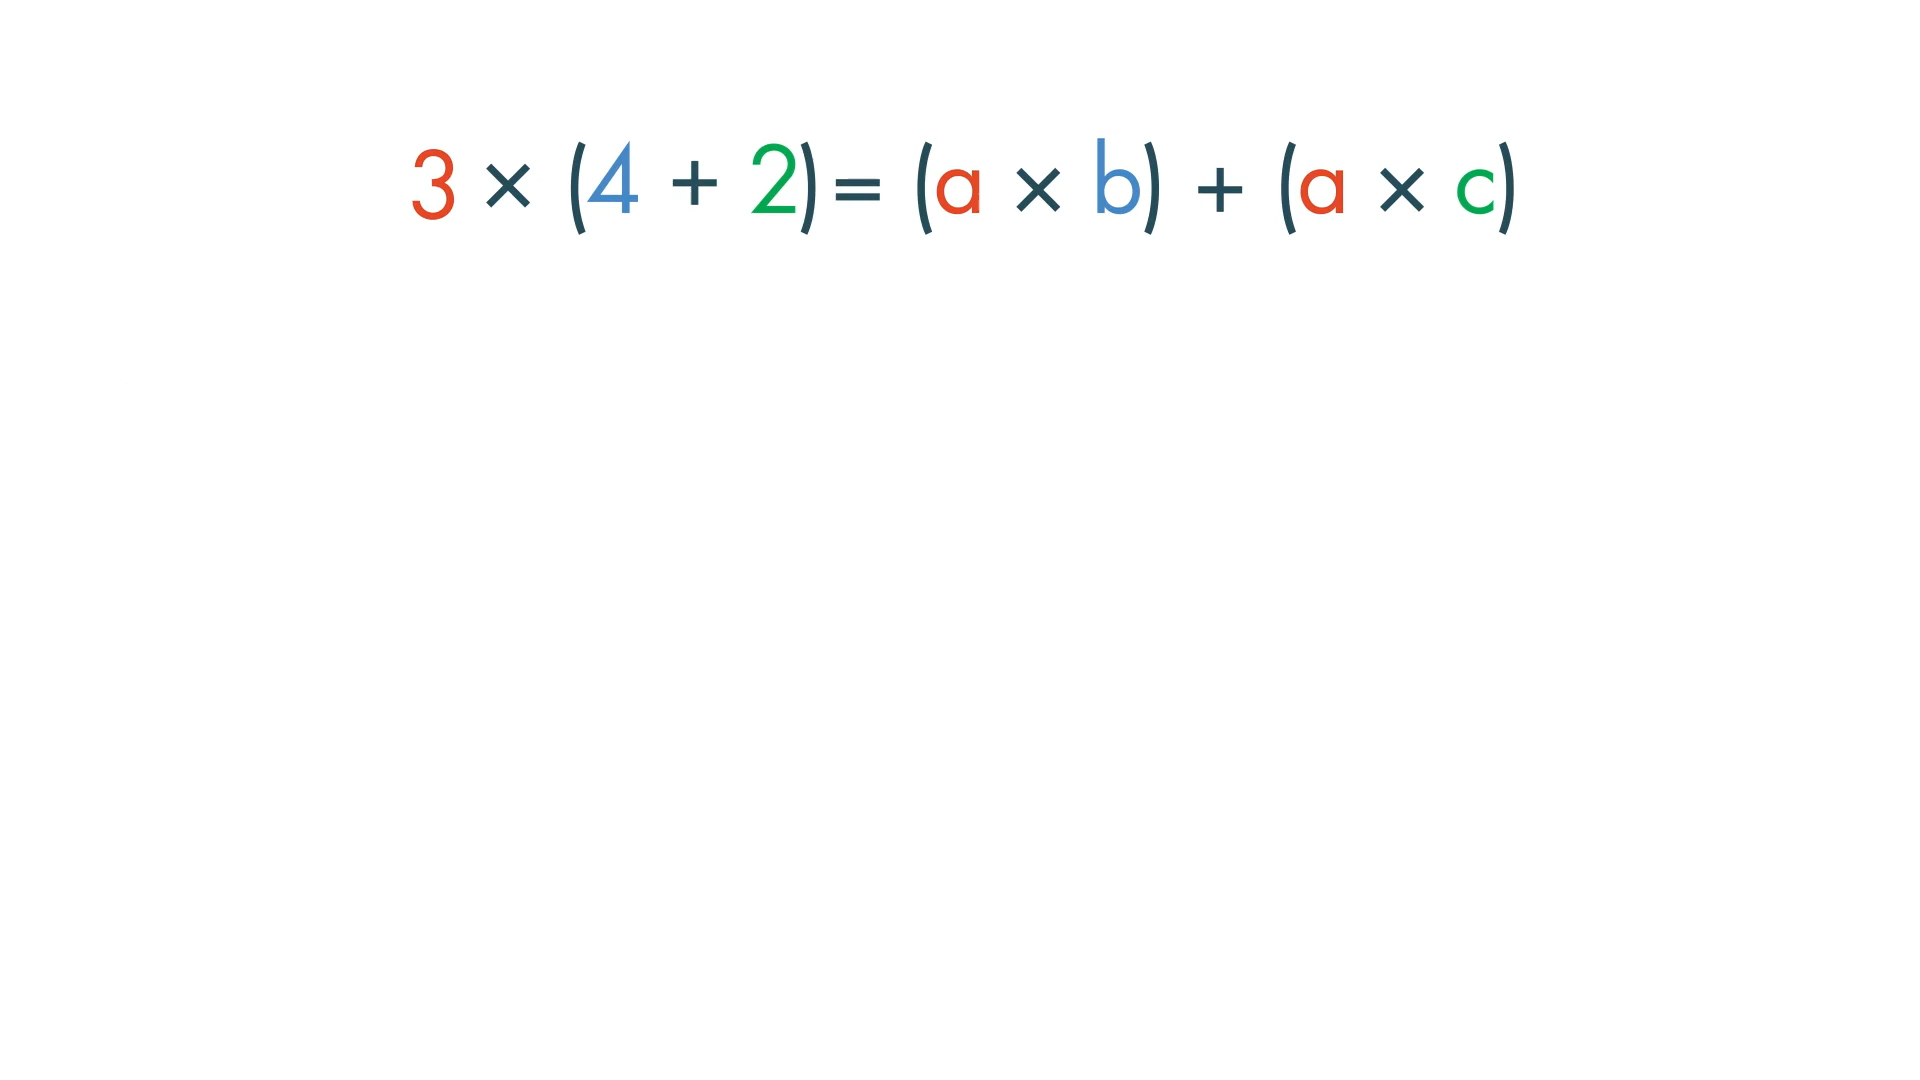 3 × (4 + 2) = (a × b) + (a × c)